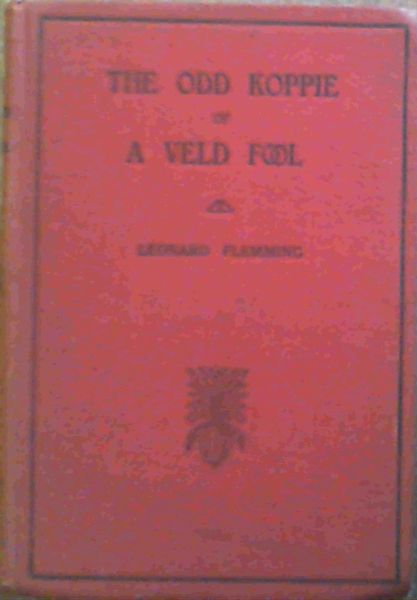 THE ODD KOPPIE
OF
A VELD FOOL
LEONARD FLEMMING